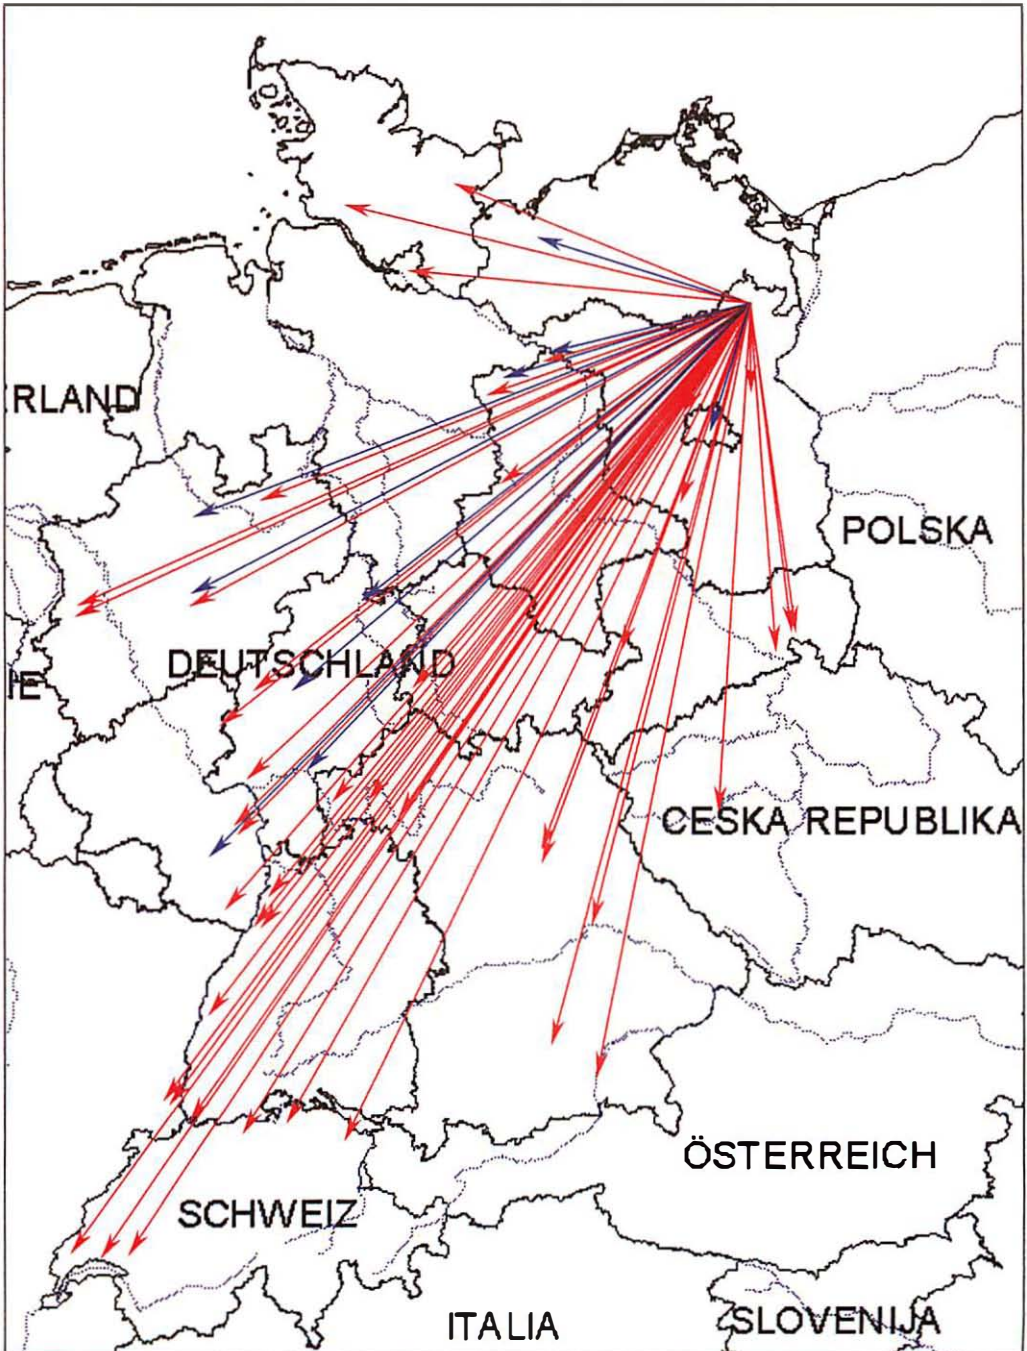 RLAND
POLSKA
DEUTSCHLAND
IE
CESKA REPUBLIKA
ÖSTERREICH
SCHWEIZ
ITALIA
SLOVENIJA